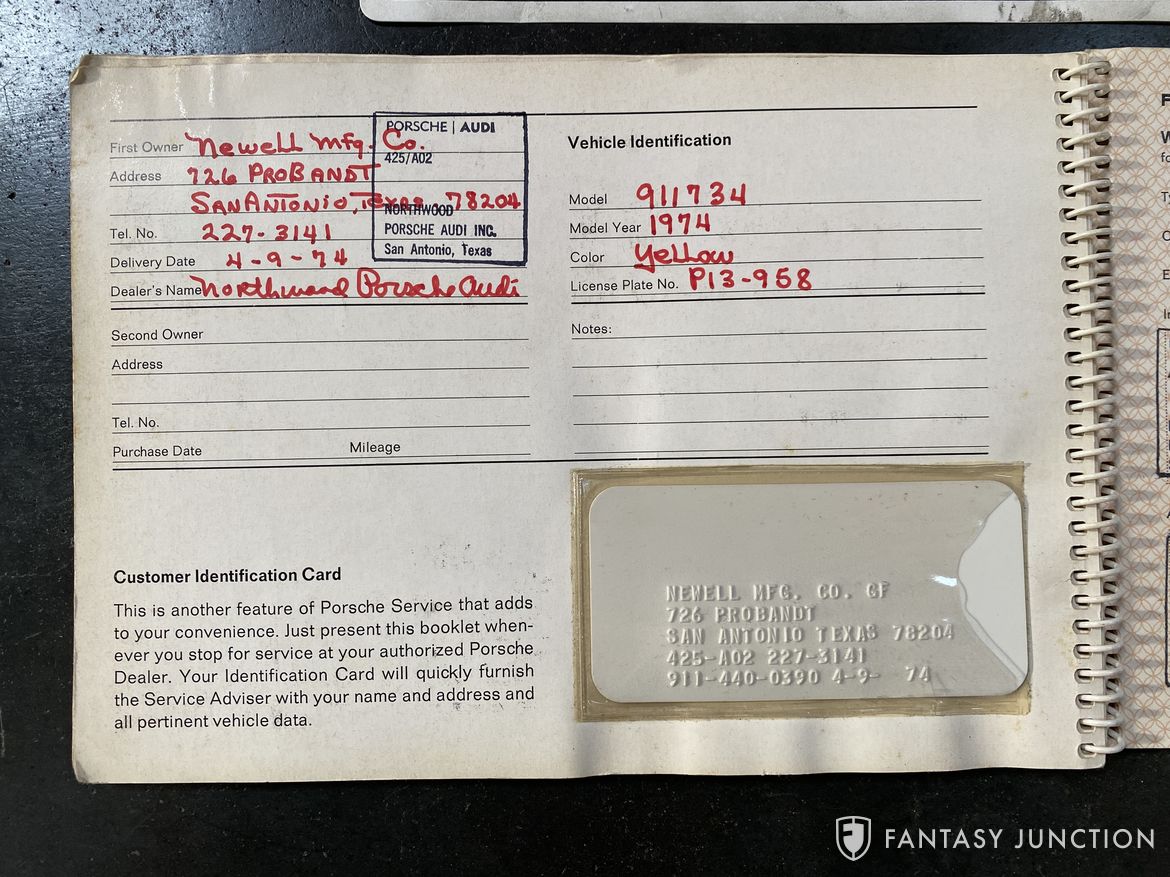 First Owner Newell Mfg. Co.
Address 726 PROBANDT
SAN ANTONIO, TEXAS. 78204
Tel. No. 227-3141
Delivery Date 4-9-74
Dealer's Name Northwood Porsche Audi
PORSCHE | AUDI
425/A02
NORTHWOOD
PORSCHE AUDI INC.
San Antonio, Texas
Second Owner
Address
Tel. No.
Purchase Date Mileage
Vehicle Identification
Model 911734
Model Year 1974
Color Yellow
License Plate No. P13-958
Notes:
Customer Identification Card
This is another feature of Porsche Service that adds
to your convenience. Just present this booklet when-
ever you stop for service at your authorized Porsche
Dealer. Your Identification Card will quickly furnish
the Service Adviser with your name and address and
all pertinent vehicle data.
NEWELL MFG. CO. GF
726 PROBANDT
SAN ANTONIO TEXAS 78204
425-A02 227-3141
911-440-0390 4-9- 74
FANTASY JUNCTION